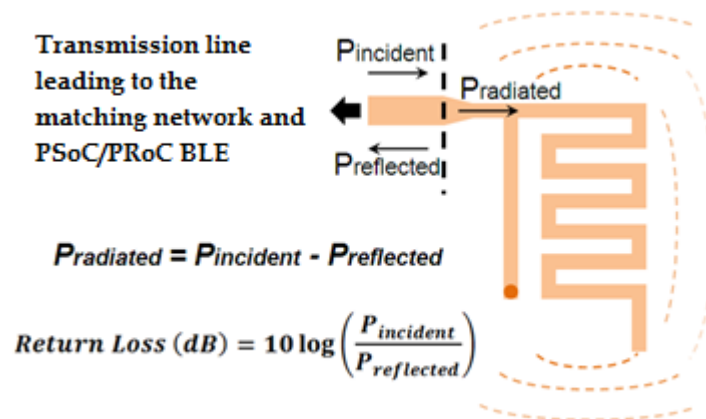 Transmission line
leading to the
matching network and
PSoC/PRoC BLE
Pincident
Pradiated
Preflected
Pradiated = Pincident - Preflected
Return Loss (dB) = 10 log (Pincident / Preflected)